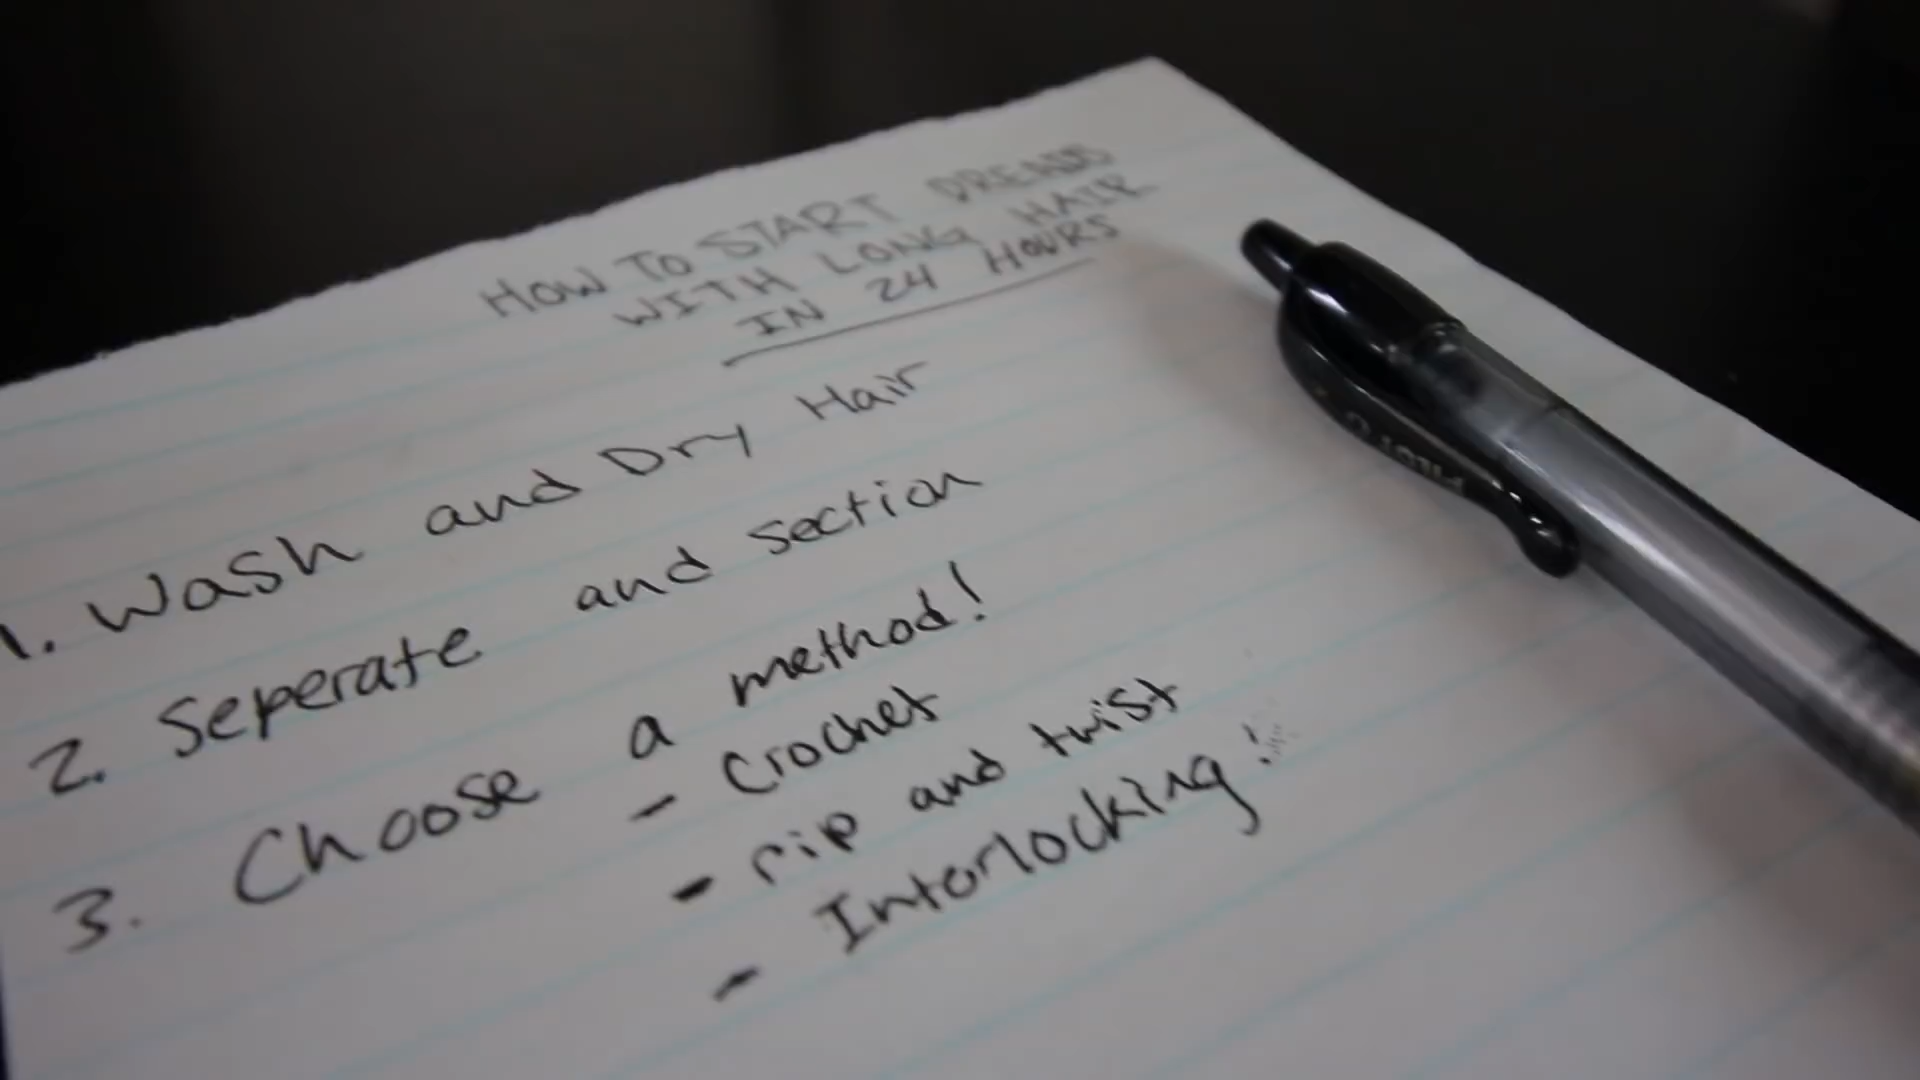 HOW TO START DREADS
WITH LONG HAIR
IN 24 HOURS
1. Wash and Dry Hair
2. Seperate and section
3. Choose a method!
- Crochet
- rip and twist
- Interlocking!
PILOT G